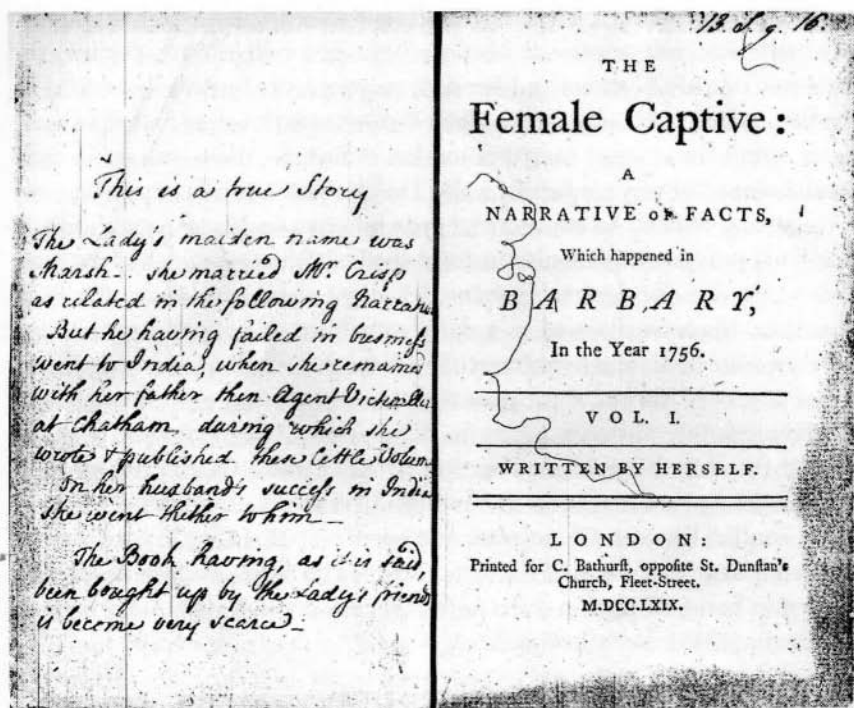 This is a true Story
The Lady's maiden name was
Marsh - she married Mr. Crisp
as related in the following
But he having failed in business
went to India, when she remained
with her father then Agent
at Chatham, during which she
wrote & published these little
On her husband's success in India
she went thither to him—
The Book having, as it is said,
been bought up by the Lady's friends
is become very scarce—
THE
Female Captive:
A
NARRATIVE OF FACTS,
Which happened in
BARBARY,
In the Year 1756.
VOL. I.
WRITTEN BY HERSELF.
LONDON:
Printed for C. Bathurst, opposite St. Dunstan's
Church, Fleet-Street.
M.DCC.LXIX.